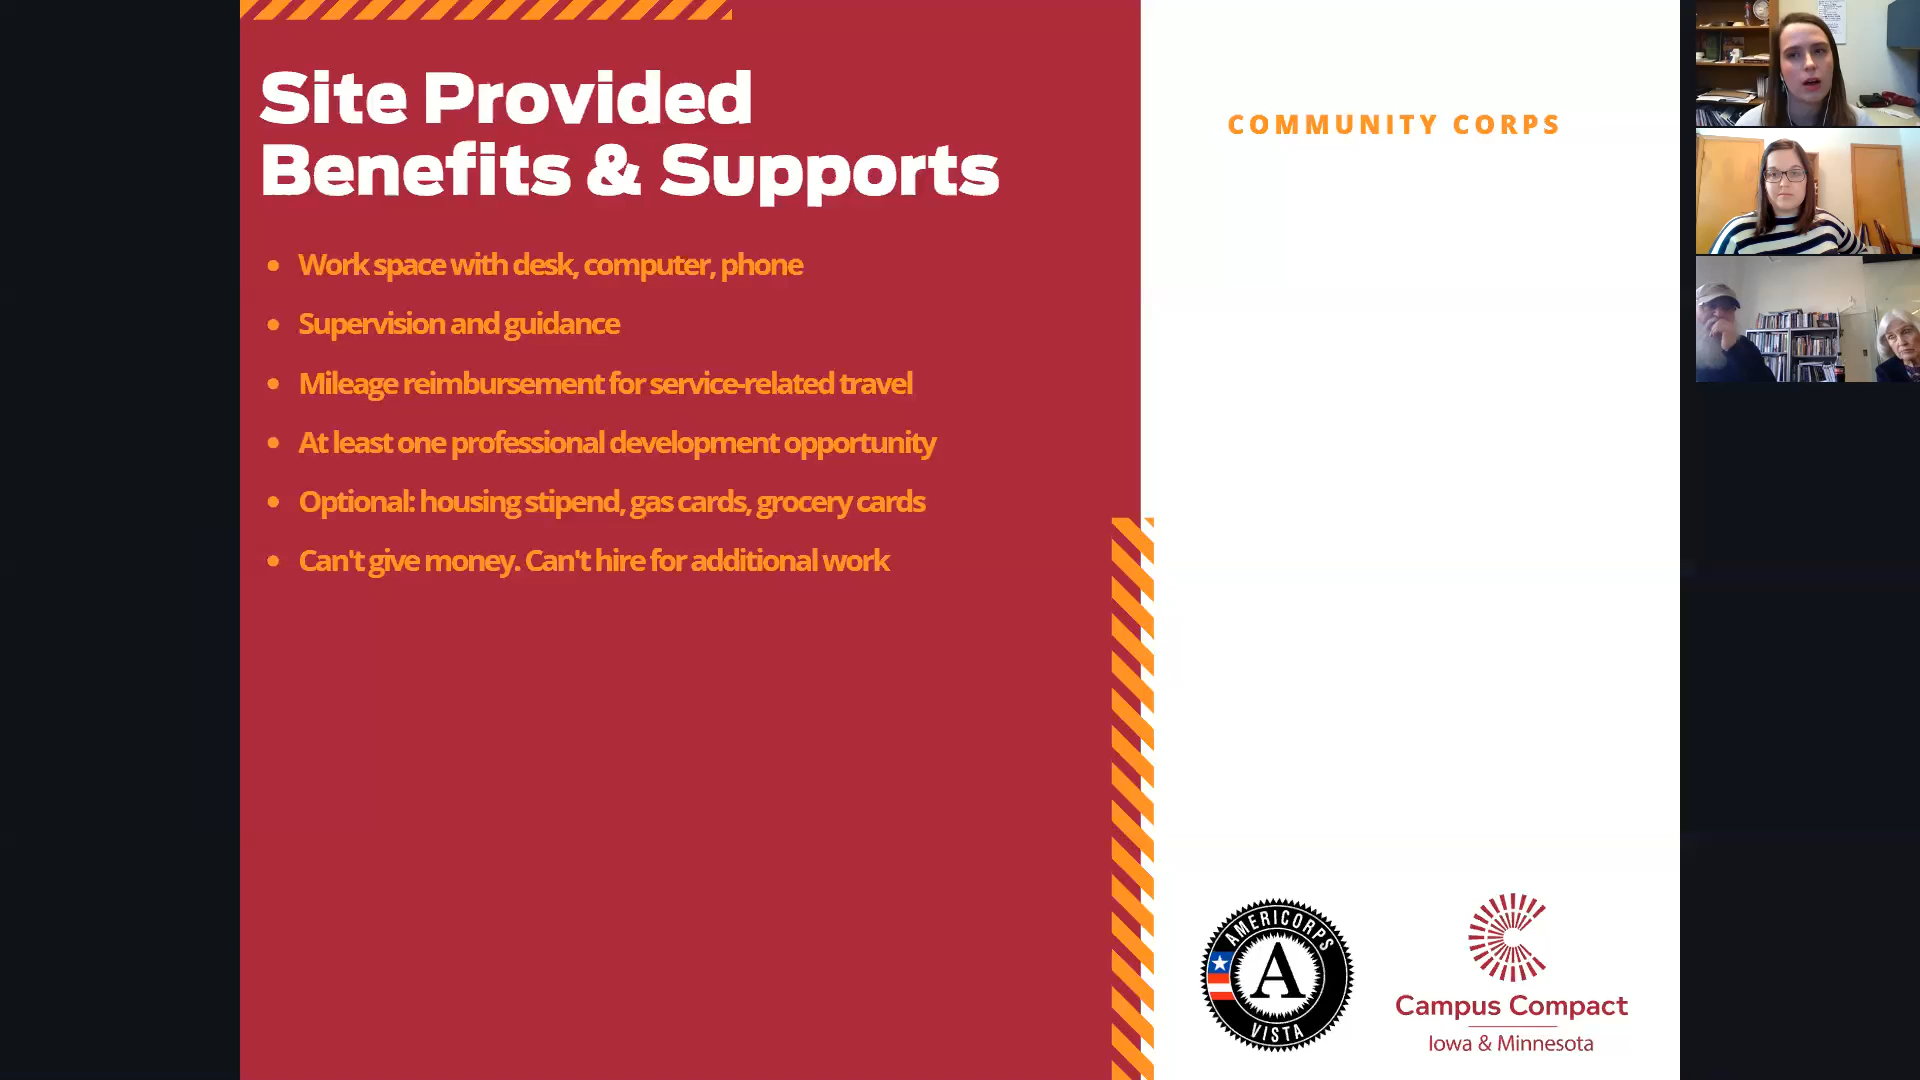 Site Provided
Benefits & Supports
Work space with desk, computer, phone
Supervision and guidance
Mileage reimbursement for service-related travel
At least one professional development opportunity
Optional: housing stipend, gas cards, grocery cards
Can't give money. Can't hire for additional work
COMMUNITY CORPS
AMERICORPS
A
VISTA
Campus Compact
Iowa & Minnesota